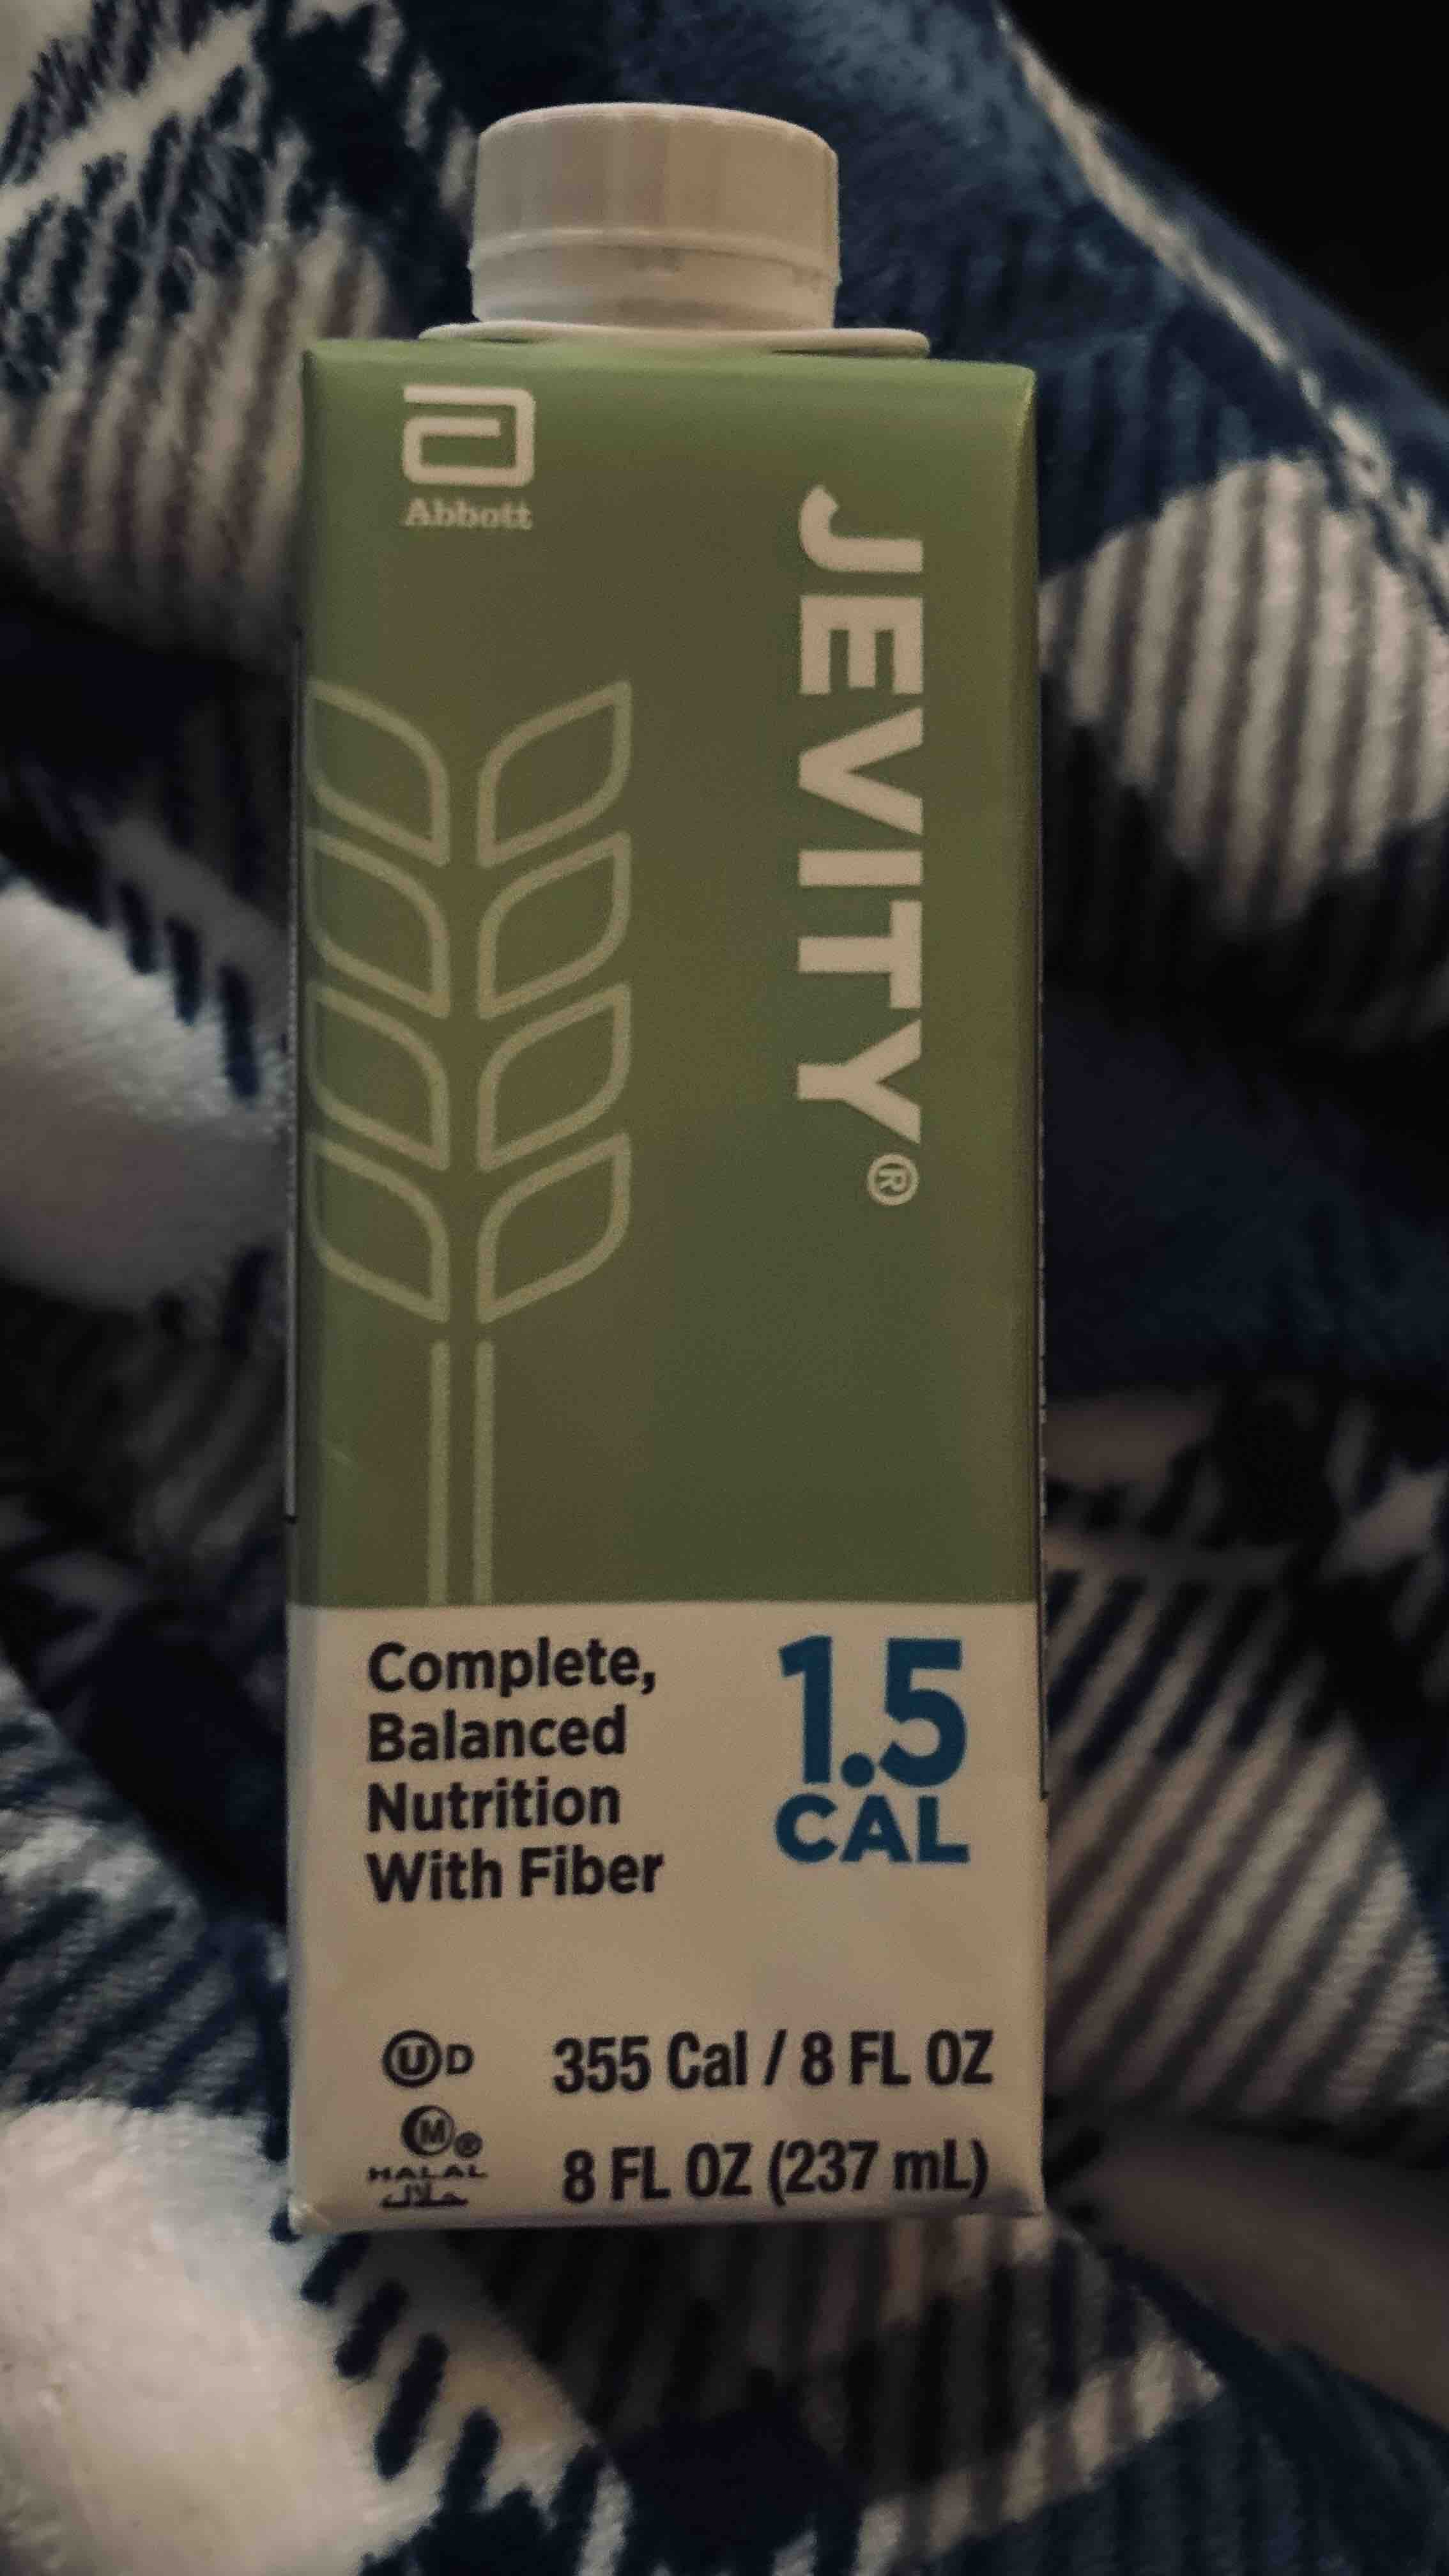 Abbott
JEVITY®
Complete,
Balanced
Nutrition
With Fiber
1.5
CAL
UD
355 Cal / 8 FL OZ
M®
HALAL
حلال
8 FL OZ (237 mL)